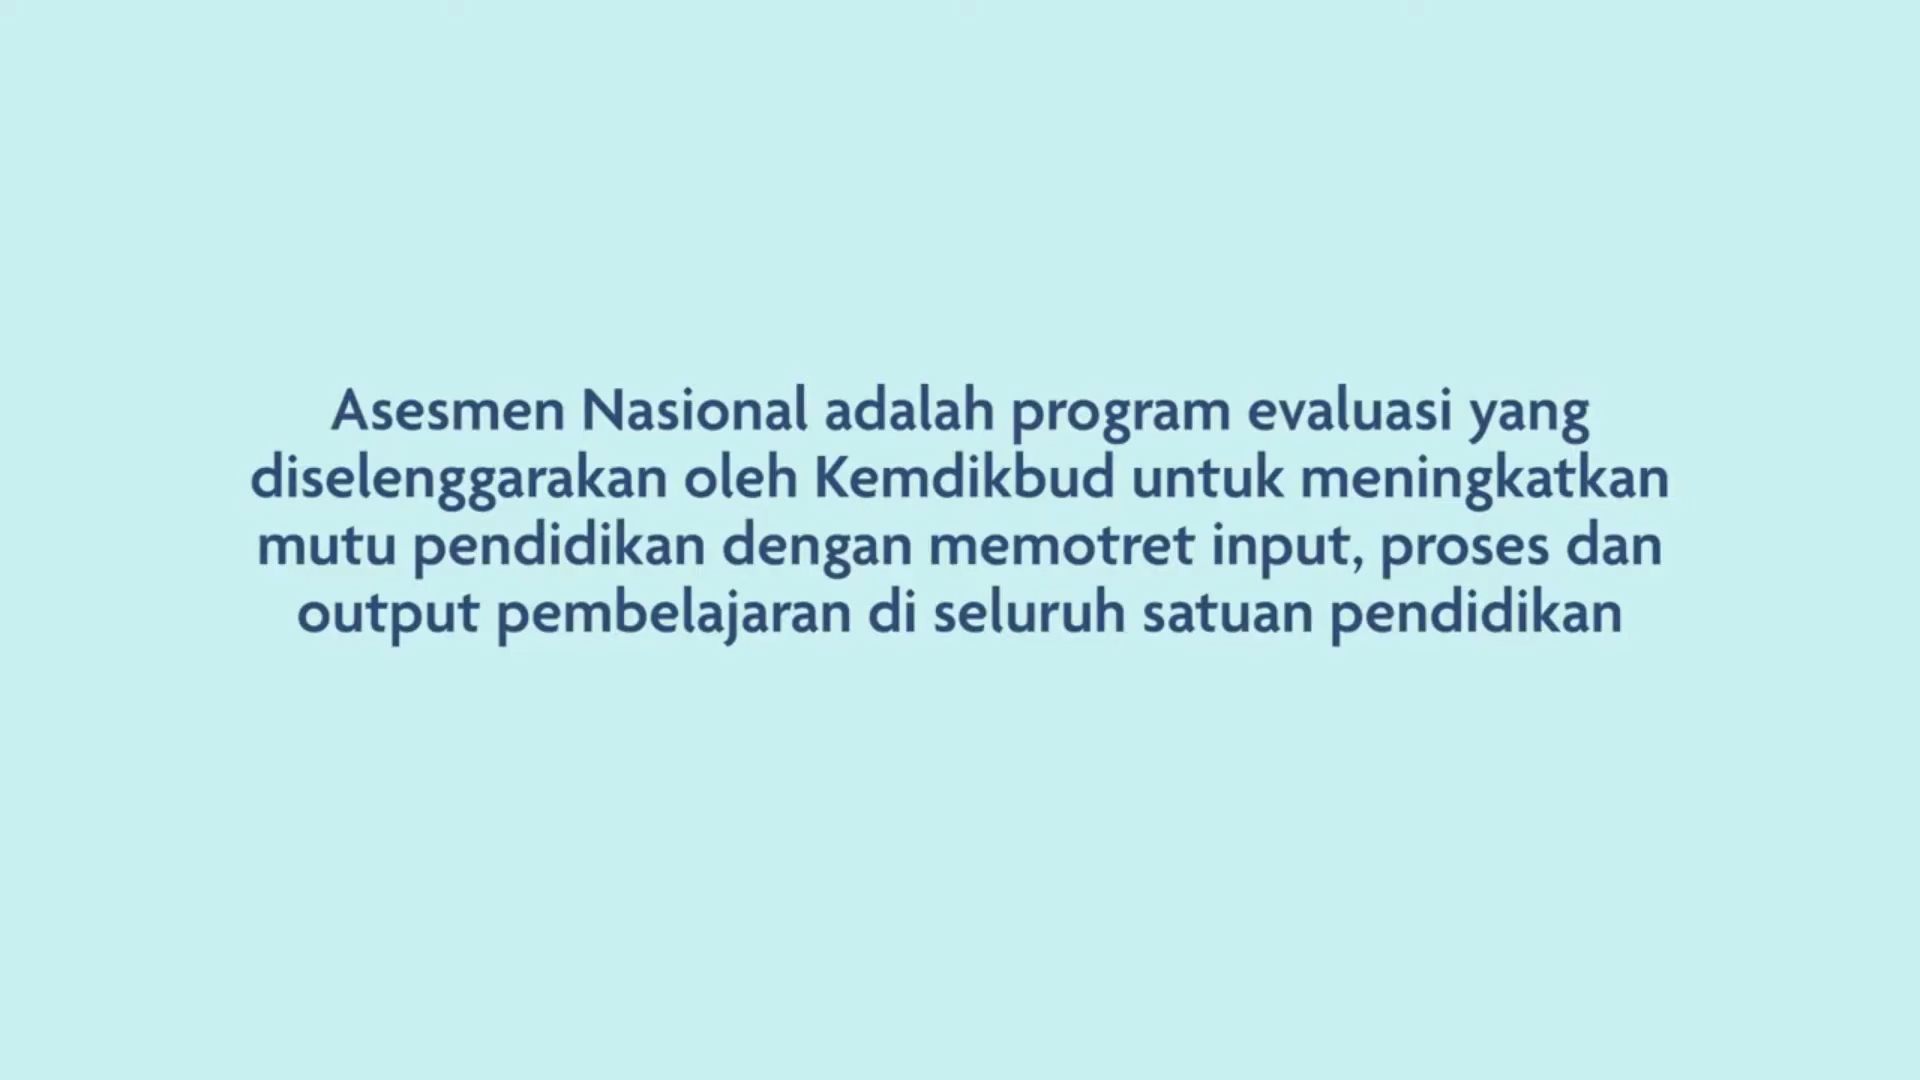 Asesmen Nasional adalah program evaluasi yang
diselenggarakan oleh Kemdikbud untuk meningkatkan
mutu pendidikan dengan memotret input, proses dan
output pembelajaran di seluruh satuan pendidikan